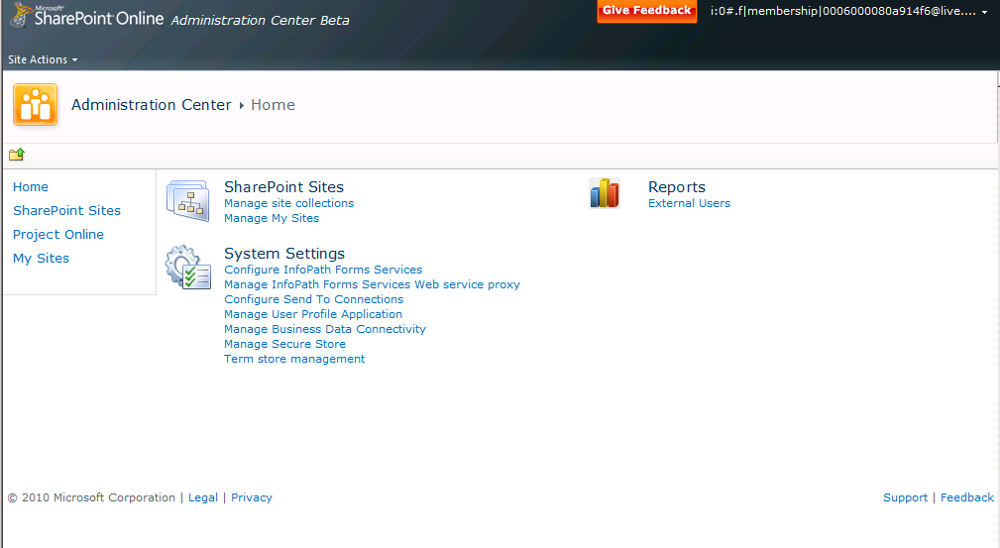 Microsoft®
SharePoint Online Administration Center Beta
Give Feedback
i:0#.f|membership|0006000080a914f6@live....
Site Actions
Administration Center Home
Home
SharePoint Sites
Project Online
My Sites
SharePoint Sites
Manage site collections
Manage My Sites
System Settings
Configure InfoPath Forms Services
Manage InfoPath Forms Services Web service proxy
Configure Send To Connections
Manage User Profile Application
Manage Business Data Connectivity
Manage Secure Store
Term store management
Reports
External Users
© 2010 Microsoft Corporation | Legal | Privacy
Support | Feedback